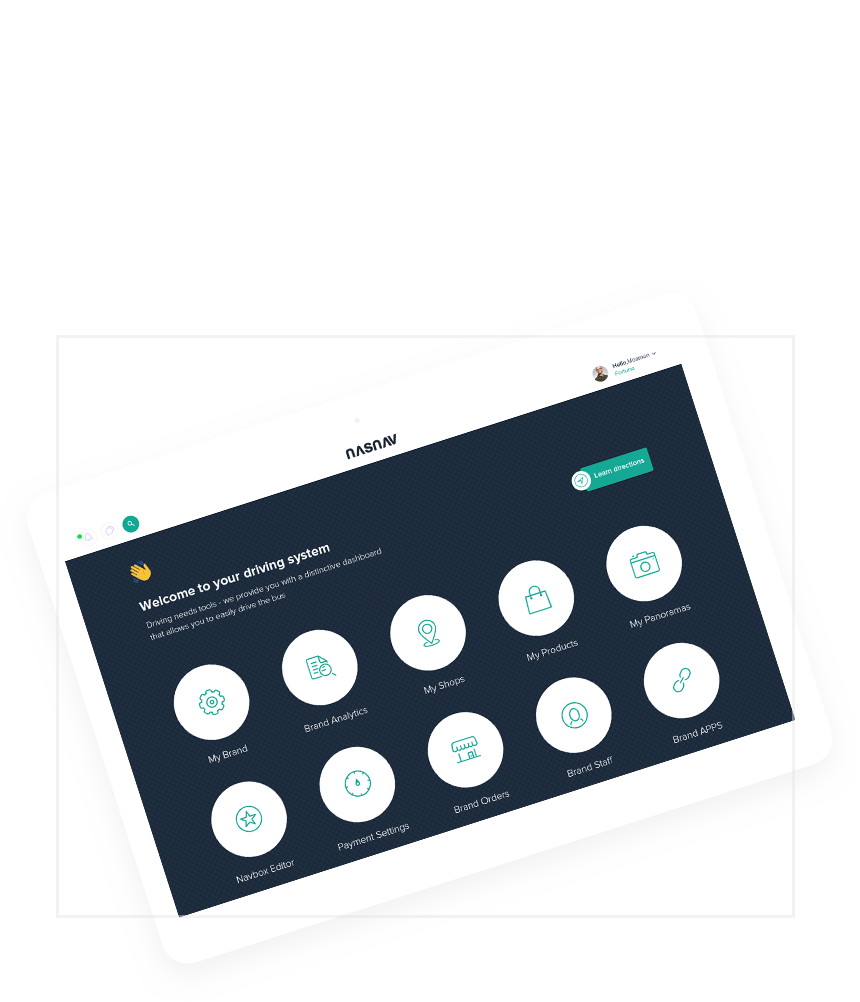 Hello,Moamen
Fortuna
NASNAV
Learn directions
Welcome to your driving system
Driving needs tools - we provide you with a distinctive dashboard
that allows you to easily drive the bus
My Brand
Brand Analytics
My Shops
My Products
My Panoramas
Navbox Editor
Payment Settings
Brand Orders
Brand Staff
Brand APPS